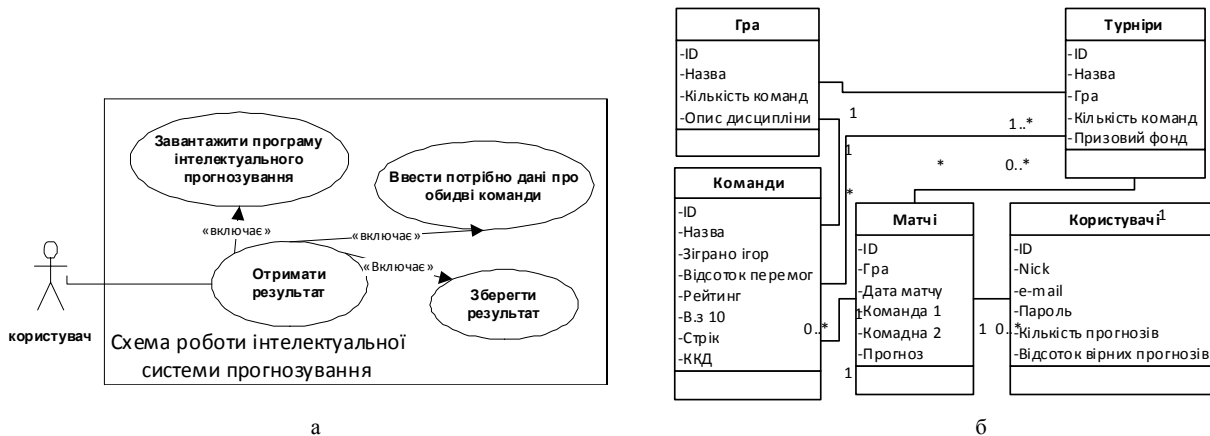 Завантажити програму
інтелектуального
прогнозування
Ввести потрібно дані про
обидві команди
«включає»
«включає»
«Включає»
Отримати
результат
Зберегти
результат
користувач
Схема роботи інтелектуальної
системи прогнозування
а
Гра
-ID
-Назва
-Кількість команд
-Опис дисципліни
Турніри
-ID
-Назва
-Гра
-Кількість команд
-Призовий фонд
1
1
1..*
*
0..*
*
Команди
-ID
-Назва
-Зіграно ігор
-Відсоток перемог
-Рейтинг
-В.з 10
-Стрік
-ККД
0..*
1
1
Матчі
-ID
-Гра
-Дата матчу
-Команда 1
-Комадна 2
-Прогноз
1
0..*
Користувачі
1
-ID
-Nick
-e-mail
-Пароль
-Кількість прогнозів
-Відсоток вірних прогнозів
б